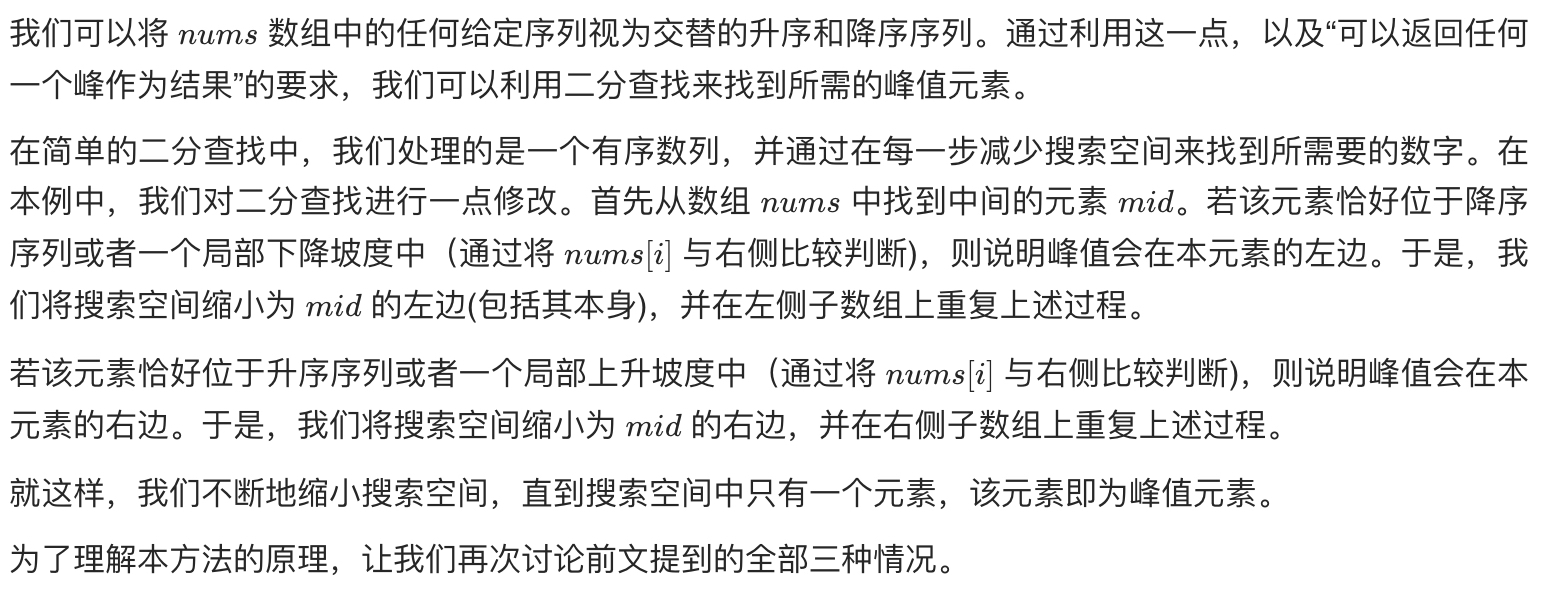 我们可以将 nums 数组中的任何给定序列视为交替的升序和降序序列。通过利用这一点，以及“可以返回任何
一个峰作为结果”的要求，我们可以利用二分查找来找到所需的峰值元素。
在简单的二分查找中，我们处理的是一个有序数列，并通过在每一步减少搜索空间来找到所需要的数字。在
本例中，我们对二分查找进行一点修改。首先从数组 nums 中找到中间的元素 mid。若该元素恰好位于降序
序列或者一个局部下降坡度中（通过将 nums[i] 与右侧比较判断)，则说明峰值会在本元素的左边。于是，我
们将搜索空间缩小为 mid 的左边(包括其本身)，并在左侧子数组上重复上述过程。
若该元素恰好位于升序序列或者一个局部上升坡度中（通过将 nums[i] 与右侧比较判断)，则说明峰值会在本
元素的右边。于是，我们将搜索空间缩小为 mid 的右边，并在右侧子数组上重复上述过程。
就这样，我们不断地缩小搜索空间，直到搜索空间中只有一个元素，该元素即为峰值元素。
为了理解本方法的原理，让我们再次讨论前文提到的全部三种情况。